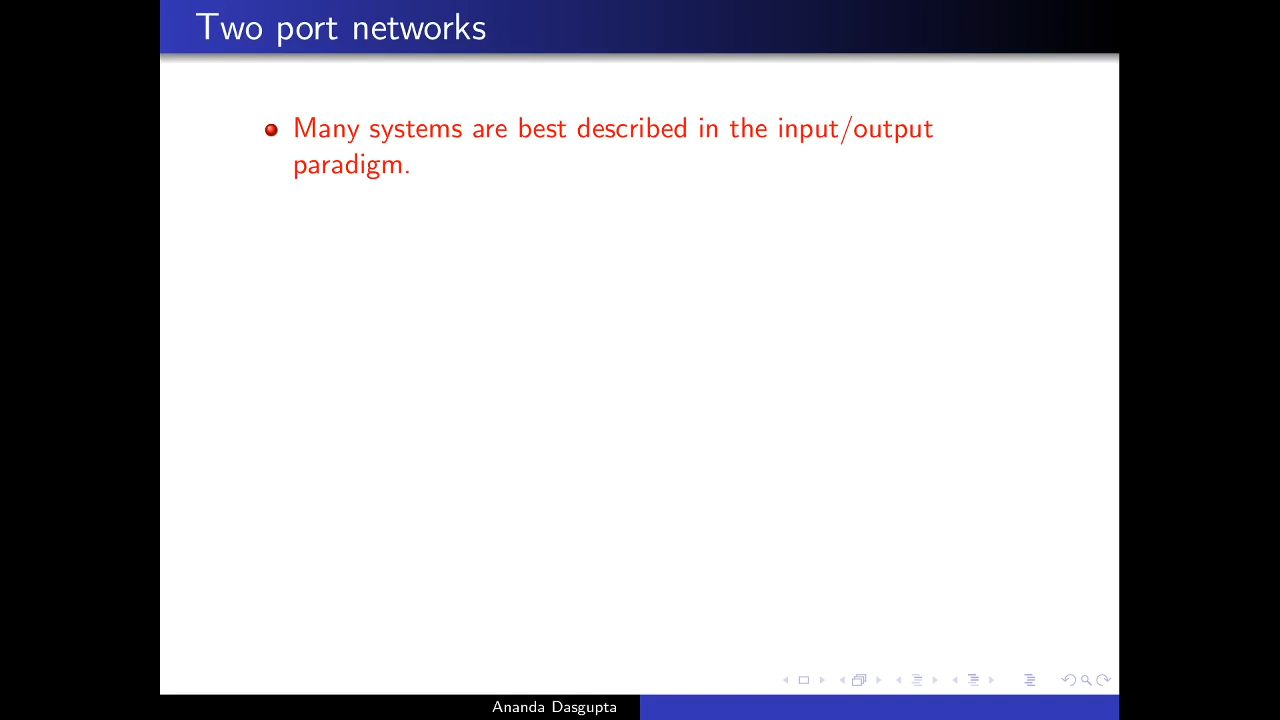 Two port networks
Many systems are best described in the input/output
paradigm.
Ananda Dasgupta